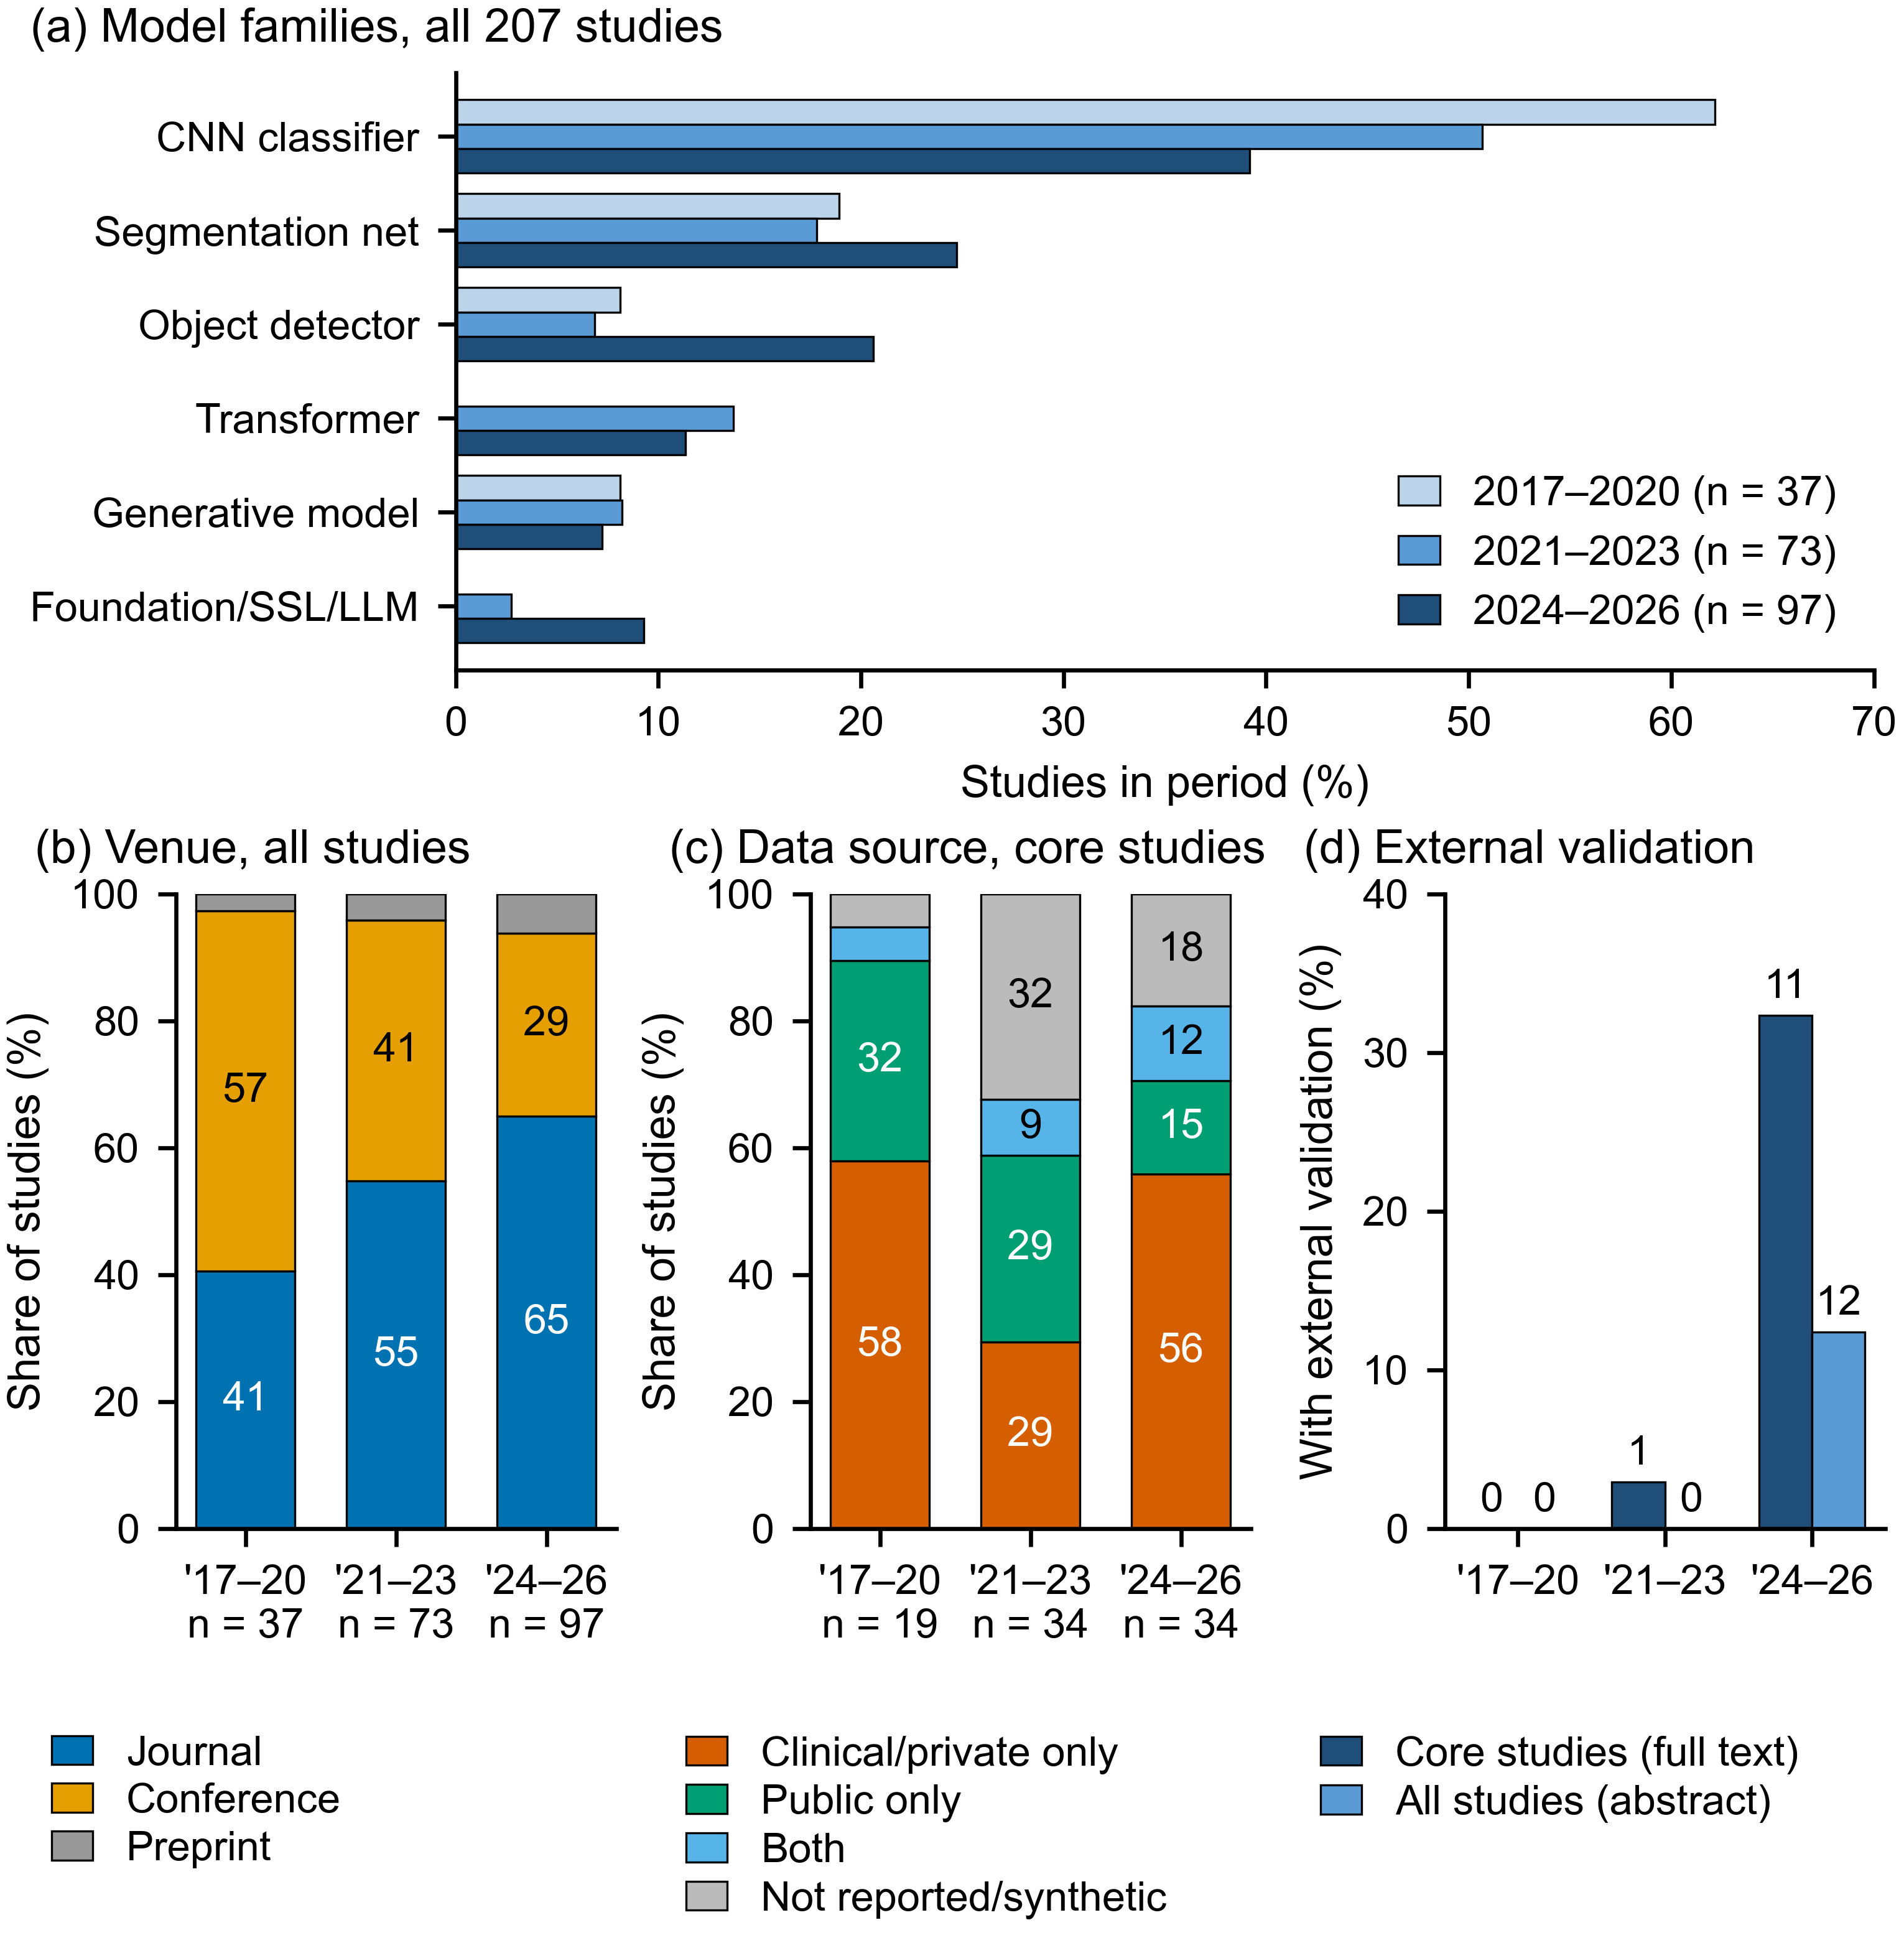 (a) Model families, all 207 studies
CNN classifier
Segmentation net
Object detector
Transformer
Generative model
Foundation/SSL/LLM
2017–2020 (n = 37)
2021–2023 (n = 73)
2024–2026 (n = 97)
0 10 20 30 40 50 60 70
Studies in period (%)
(b) Venue, all studies
Share of studies (%)
100
80
60
40
20
0
57
41
41
55
29
65
'17–20 '21–23 '24–26
n = 37 n = 73 n = 97
Journal
Conference
Preprint
(c) Data source, core studies
Share of studies (%)
100
80
60
40
20
0
32
58
32
9
29
29
18
12
15
56
'17–20 '21–23 '24–26
n = 19 n = 34 n = 34
Clinical/private only
Public only
Both
Not reported/synthetic
(d) External validation
With external validation (%)
40
30
20
10
0
0 0
1 0
11
12
'17–20 '21–23 '24–26
Core studies (full text)
All studies (abstract)